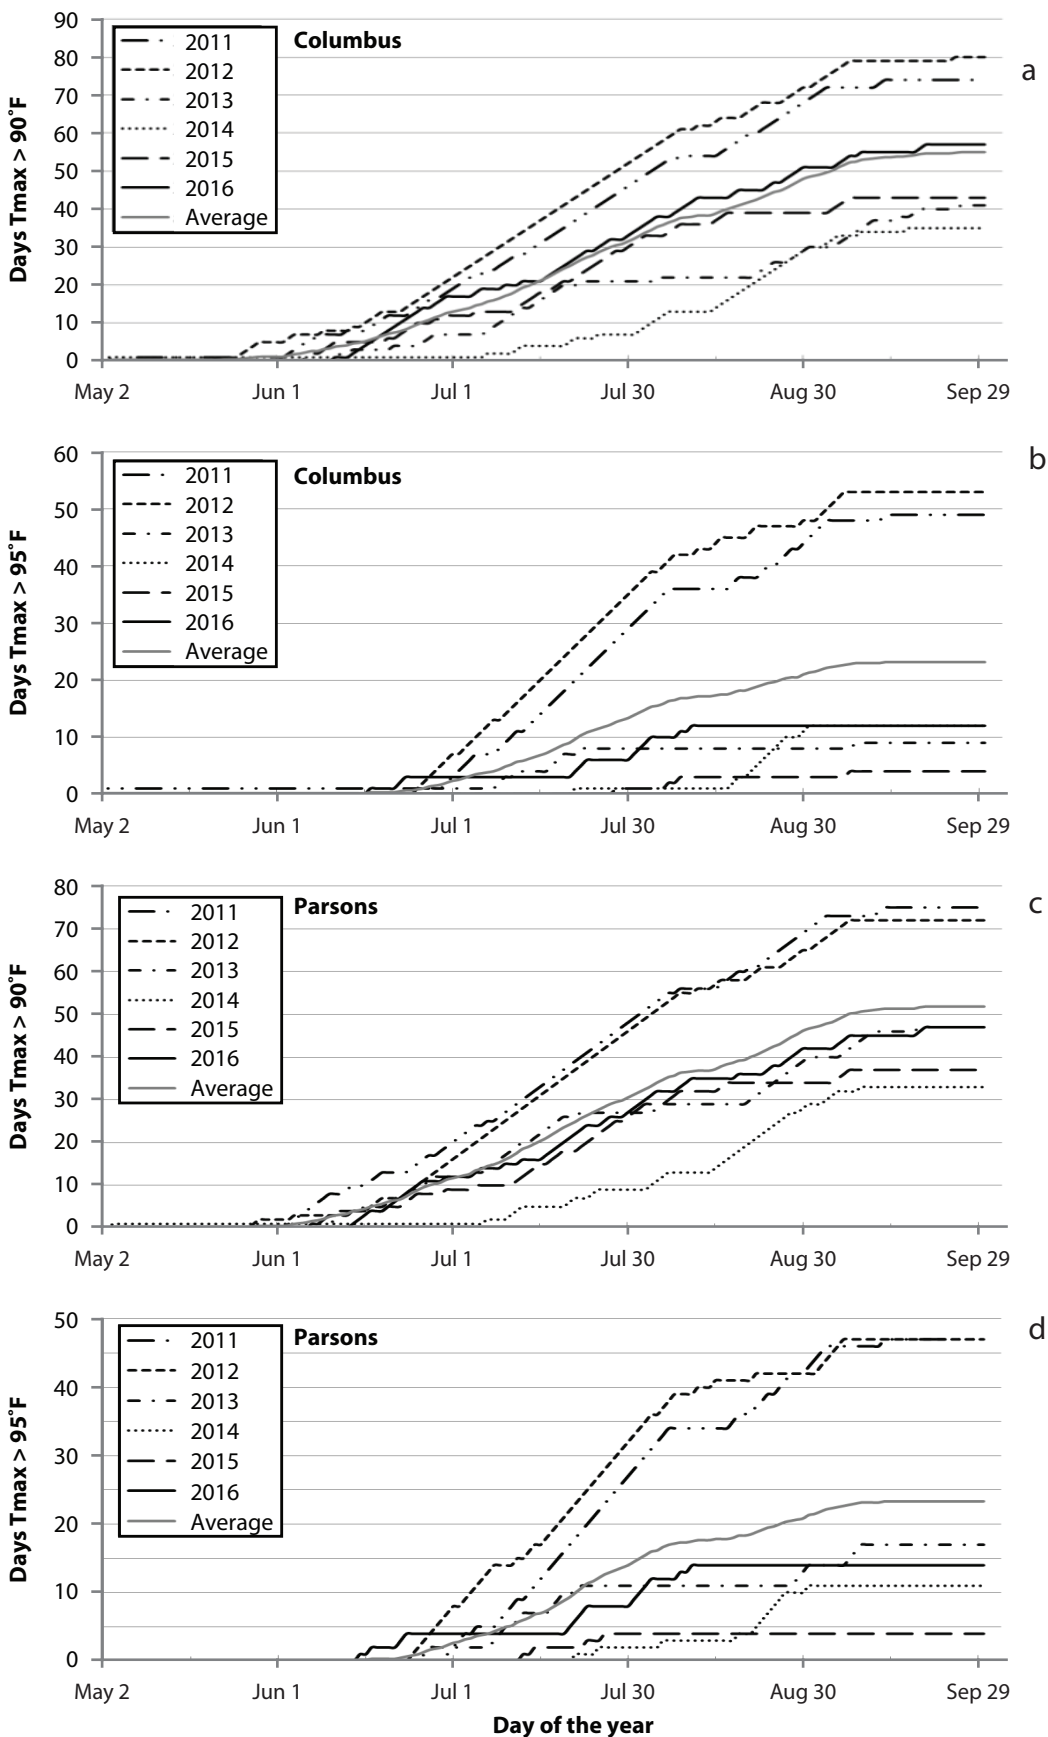 90
80
70
60
50
40
30
20
10
0
Days Tmax > 90˚F
2011
2012
2013
2014
2015
2016
Average
Columbus
a
May 2
Jun 1
Jul 1
Jul 30
Aug 30
Sep 29
60
50
40
30
20
10
0
Days Tmax > 95˚F
2011
2012
2013
2014
2015
2016
Average
Columbus
b
May 2
Jun 1
Jul 1
Jul 30
Aug 30
Sep 29
80
70
60
50
40
30
20
10
0
Days Tmax > 90˚F
2011
2012
2013
2014
2015
2016
Average
Parsons
c
May 2
Jun 1
Jul 1
Jul 30
Aug 30
Sep 29
50
40
30
20
10
0
Days Tmax > 95˚F
2011
2012
2013
2014
2015
2016
Average
Parsons
d
May 2
Jun 1
Jul 1
Jul 30
Aug 30
Sep 29
Day of the year